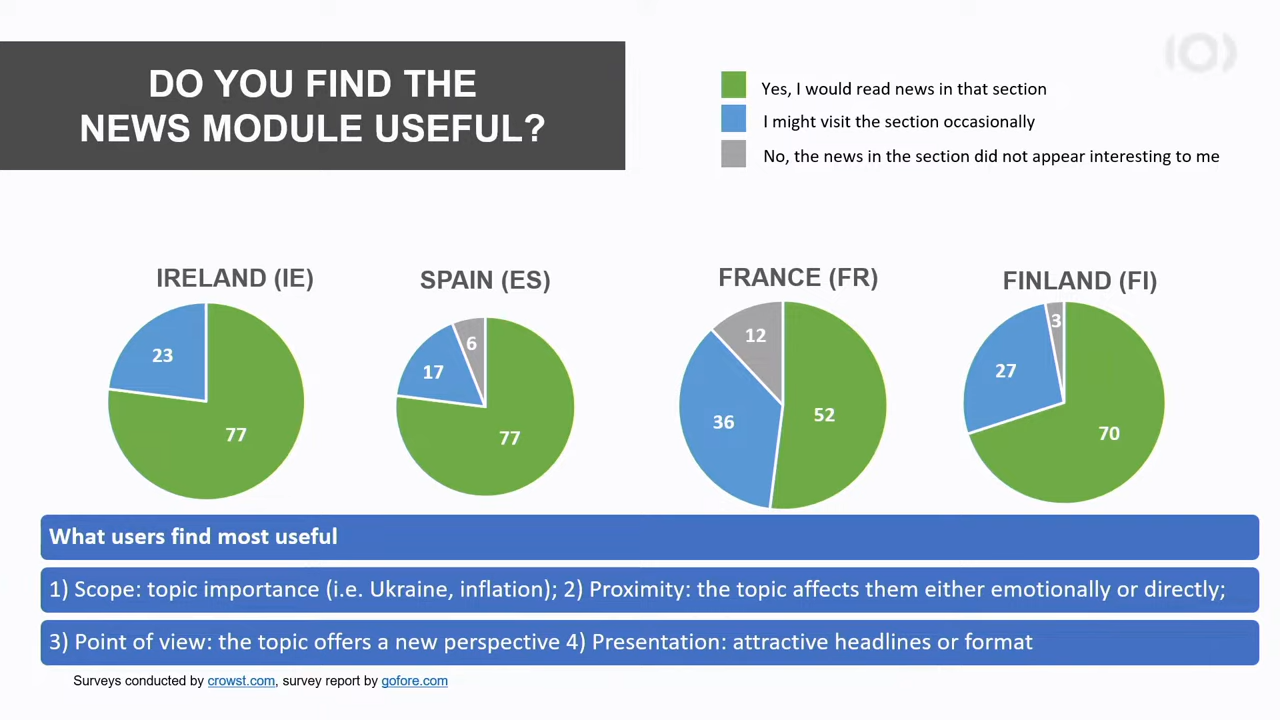 DO YOU FIND THE
NEWS MODULE USEFUL?
Yes, I would read news in that section
I might visit the section occasionally
No, the news in the section did not appear interesting to me
IRELAND (IE)
23
77
SPAIN (ES)
6
17
77
FRANCE (FR)
12
36
52
FINLAND (FI)
3
27
70
What users find most useful
1) Scope: topic importance (i.e. Ukraine, inflation); 2) Proximity: the topic affects them either emotionally or directly;
3) Point of view: the topic offers a new perspective 4) Presentation: attractive headlines or format
Surveys conducted by crowst.com, survey report by gofore.com